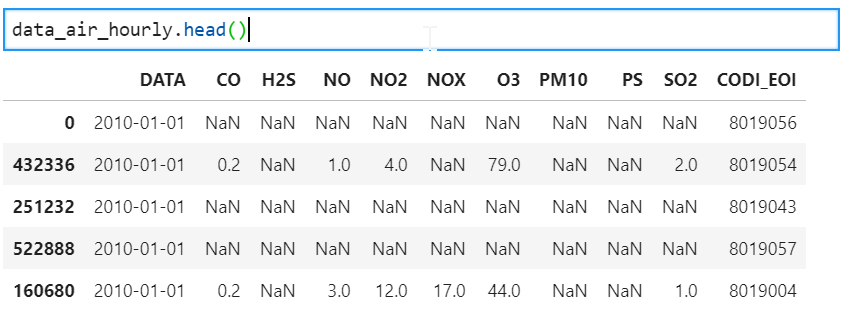 data_air_hourly.head()
DATA CO H2S NO NO2 NOX O3 PM10 PS SO2 CODI_EOI
0 2010-01-01 NaN NaN NaN NaN NaN NaN NaN NaN NaN 8019056
432336 2010-01-01 0.2 NaN 1.0 4.0 NaN 79.0 NaN NaN 2.0 8019054
251232 2010-01-01 NaN NaN NaN NaN NaN NaN NaN NaN NaN 8019043
522888 2010-01-01 NaN NaN NaN NaN NaN NaN NaN NaN NaN 8019057
160680 2010-01-01 0.2 NaN 3.0 12.0 17.0 44.0 NaN NaN 1.0 8019004